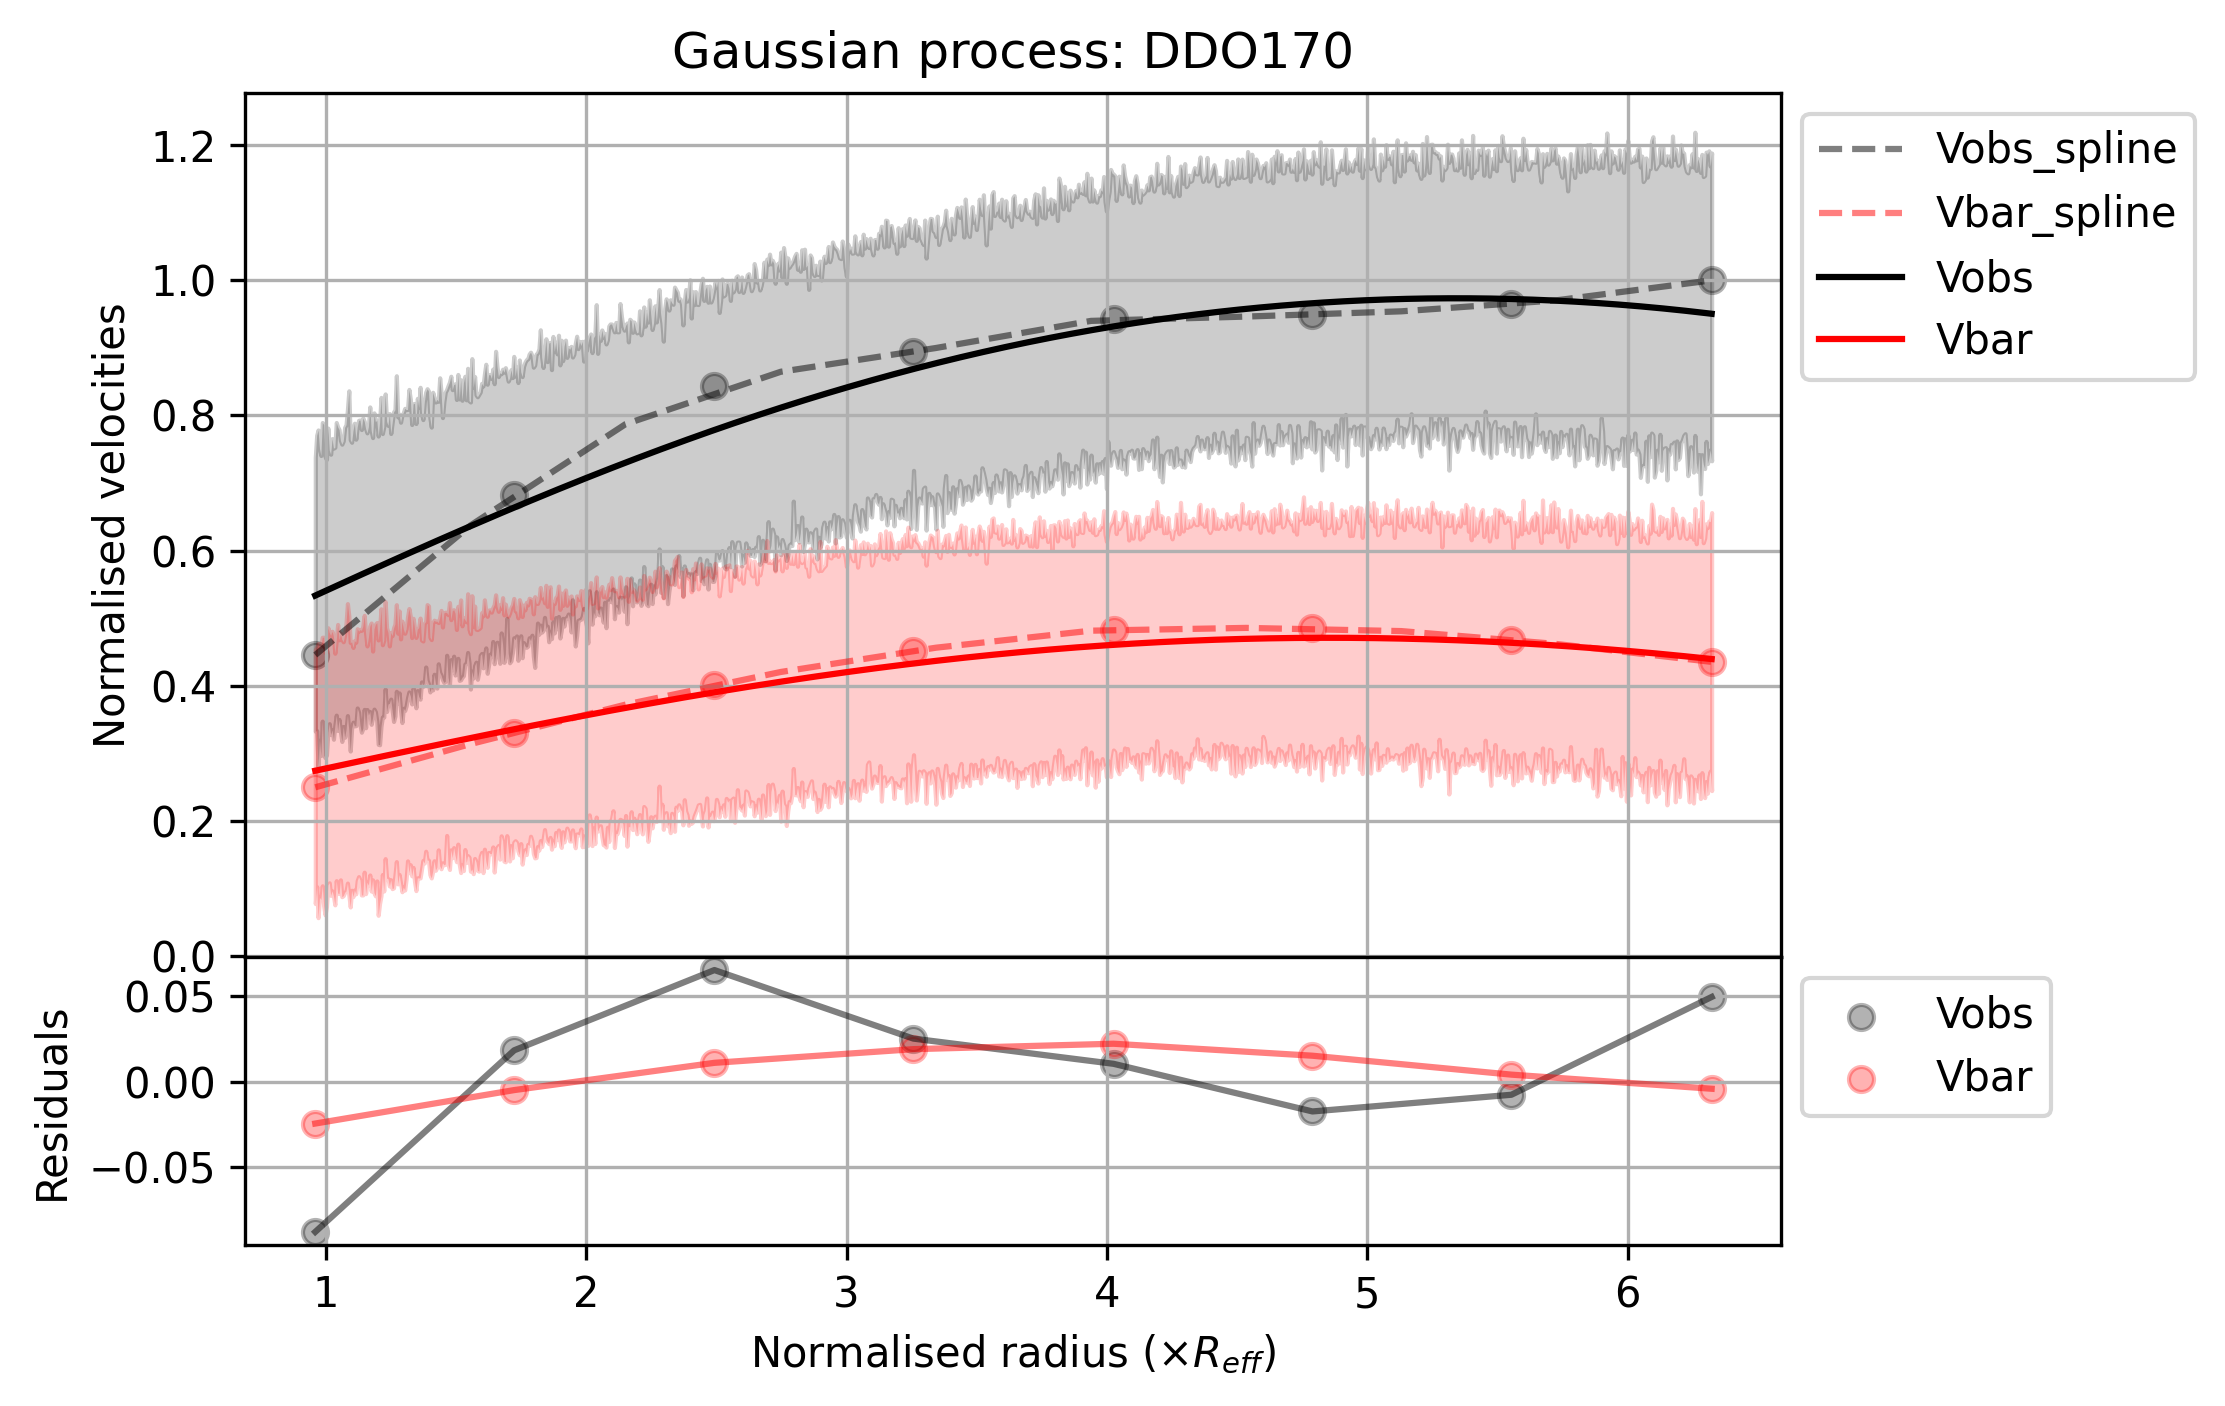 Gaussian process: DDO170
Normalised velocities
1.2
1.0
0.8
0.6
0.4
0.2
0.0
Vobs_spline
Vbar_spline
Vobs
Vbar
Residuals
0.05
0.00
−0.05
Vobs
Vbar
1 2 3 4 5 6
Normalised radius (×R_eff)